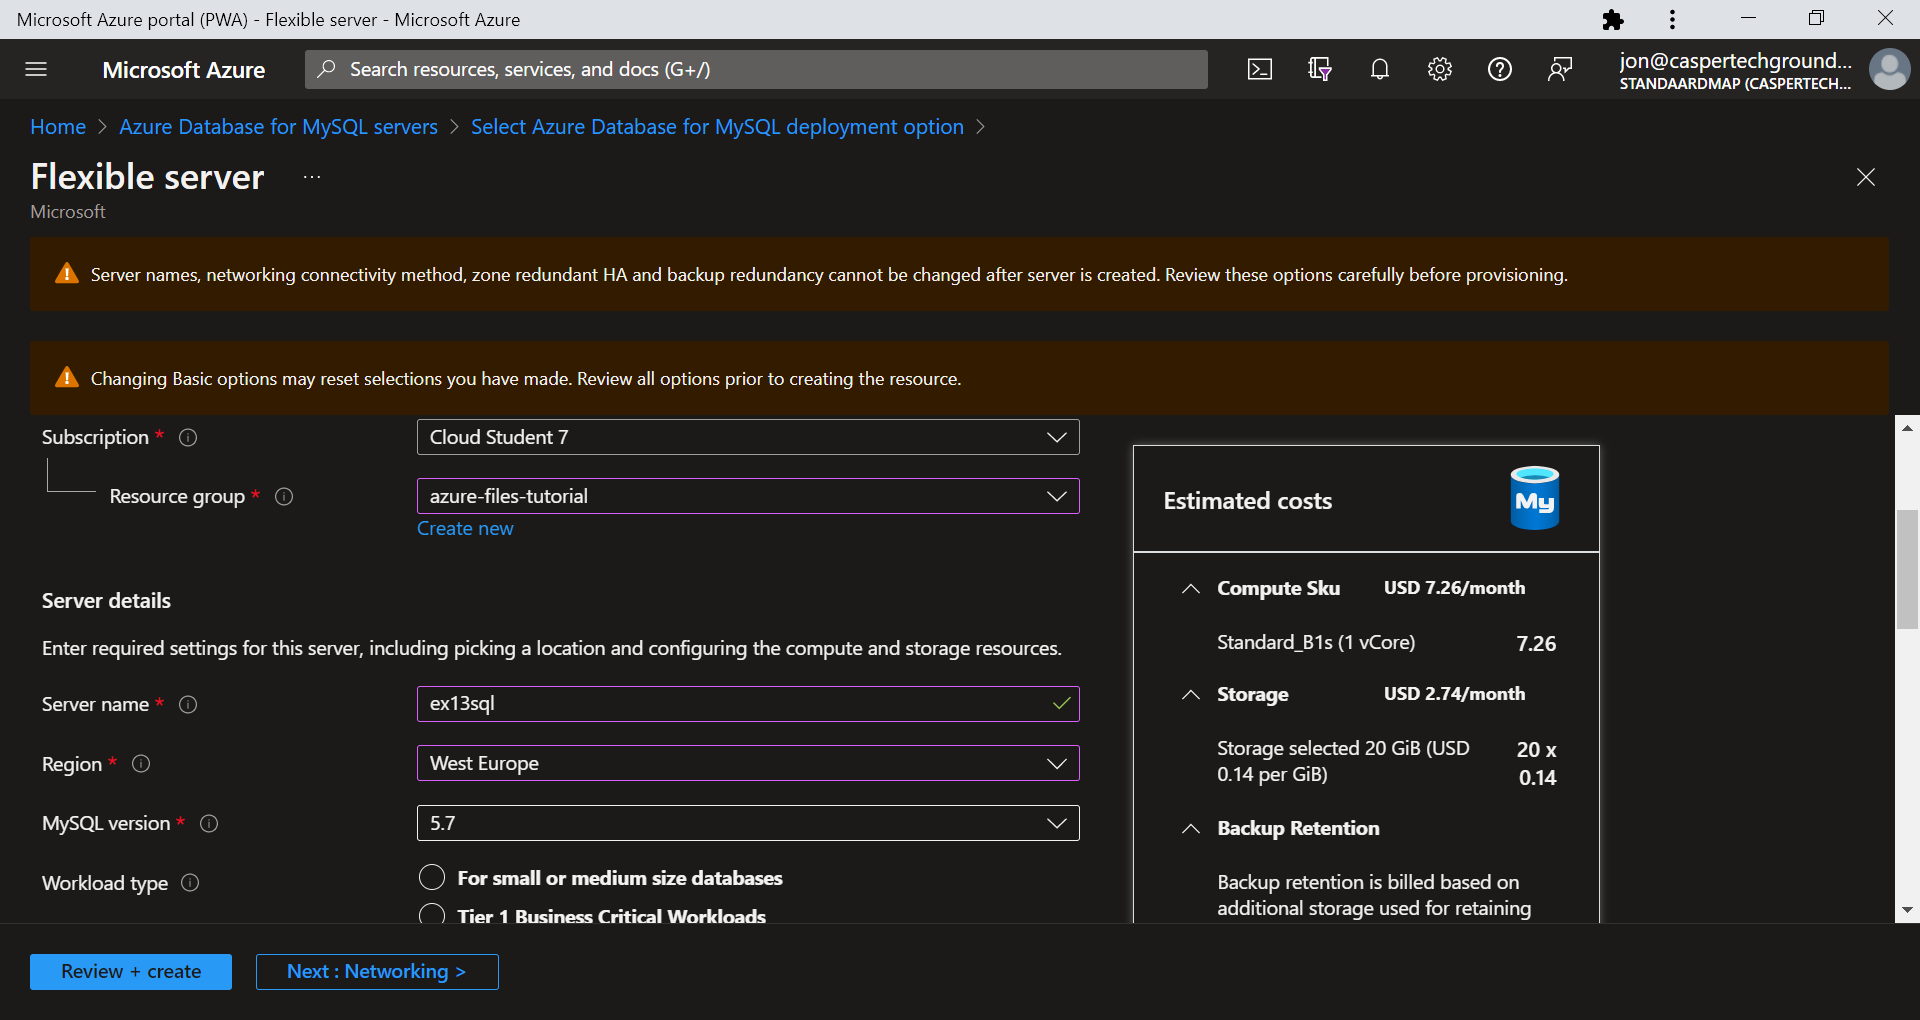 Microsoft Azure portal (PWA) - Flexible server - Microsoft Azure
Microsoft Azure
Search resources, services, and docs (G+/)
jon@caspertechground...
STANDAARDMAP (CASPERTECH...
Home > Azure Database for MySQL servers > Select Azure Database for MySQL deployment option >
Flexible server ...
Microsoft
Server names, networking connectivity method, zone redundant HA and backup redundancy cannot be changed after server is created. Review these options carefully before provisioning.
Changing Basic options may reset selections you have made. Review all options prior to creating the resource.
Subscription *
Cloud Student 7
Resource group *
azure-files-tutorial
Create new
Server details
Enter required settings for this server, including picking a location and configuring the compute and storage resources.
Server name *
ex13sql
Region *
West Europe
MySQL version *
5.7
Workload type
For small or medium size databases
Tier 1 Business Critical Workloads
Estimated costs
My
Compute Sku USD 7.26/month
Standard_B1s (1 vCore) 7.26
Storage USD 2.74/month
Storage selected 20 GiB (USD 20 x
0.14 per GiB) 0.14
Backup Retention
Backup retention is billed based on
additional storage used for retaining
Review + create
Next : Networking >